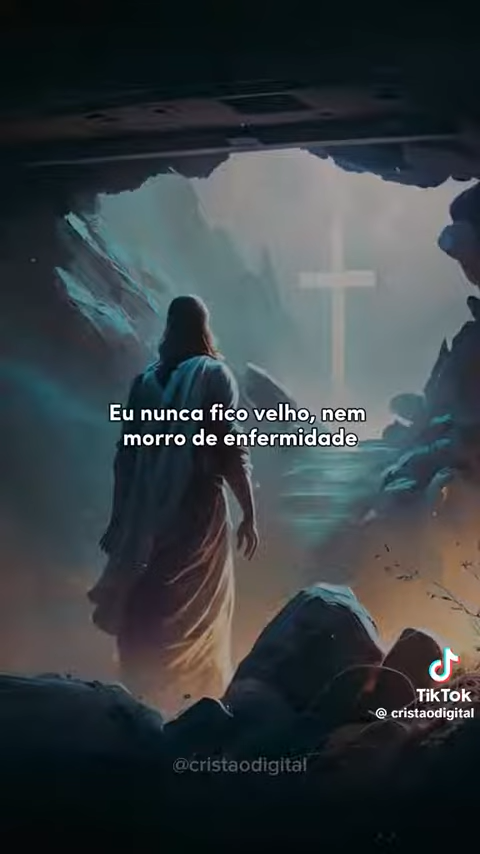 Eu nunca fico velho, nem
morro de enfermidade
TikTok
@ cristaodigital
@cristaodigital